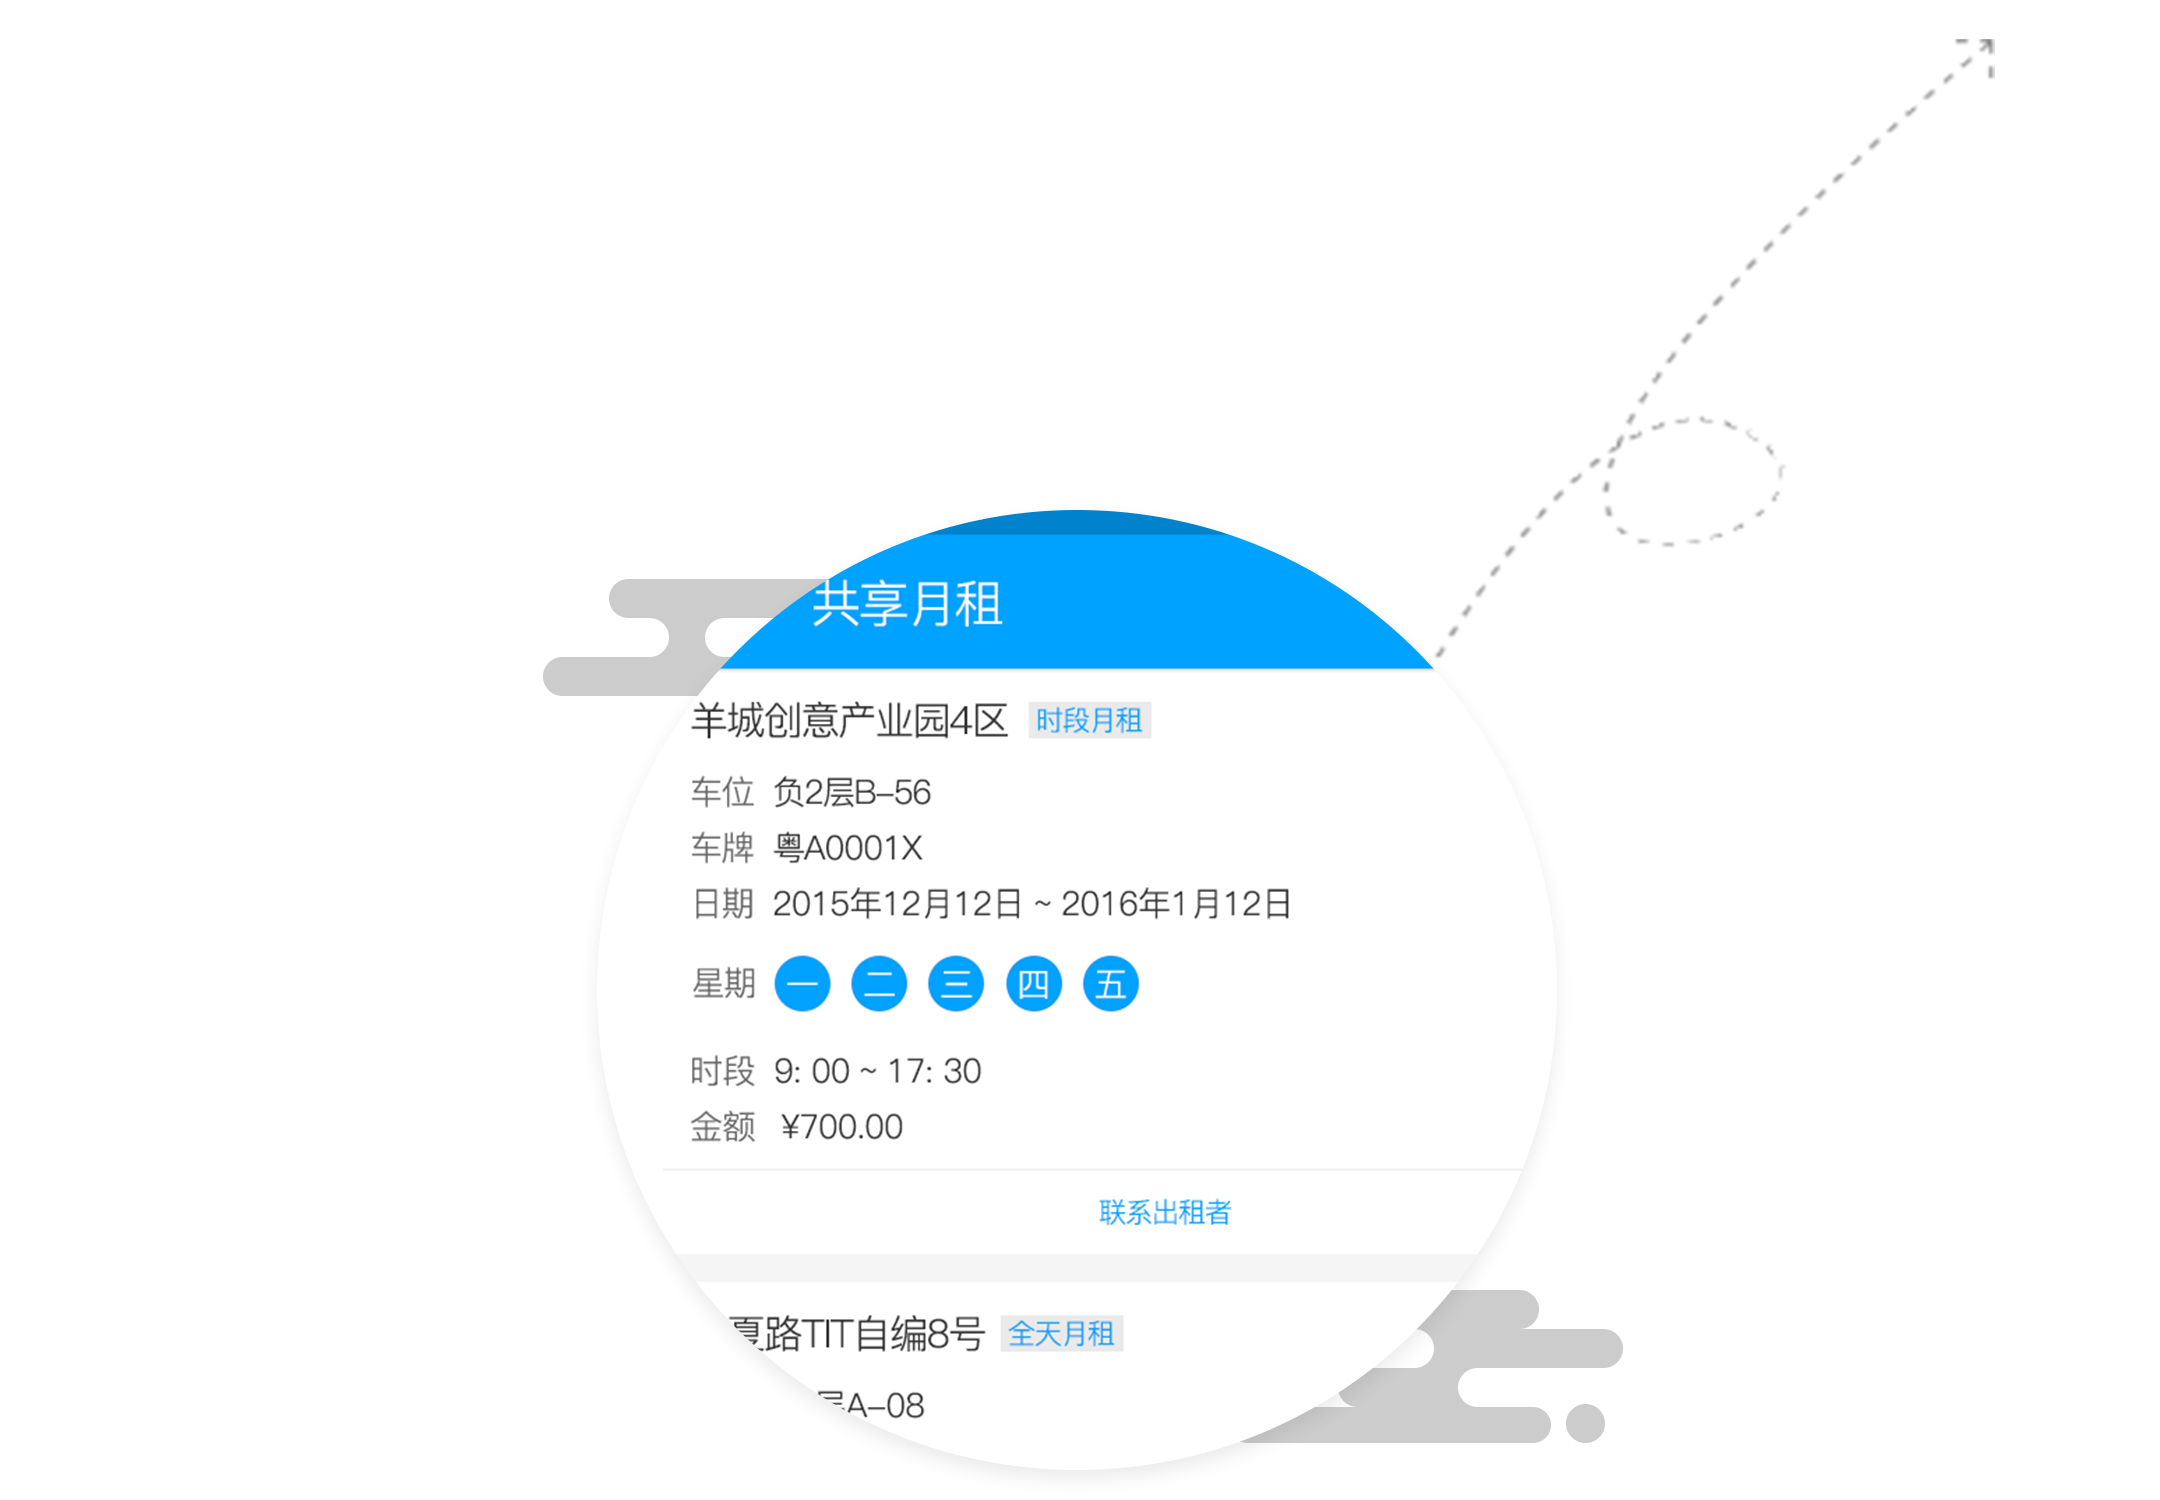 共享月租
羊城创意产业园4区 时段月租
车位 负2层B-56
车牌 粤A0001X
日期 2015年12月12日 ~ 2016年1月12日
星期 一 二 三 四 五
时段 9: 00 ~ 17: 30
金额 ¥700.00
联系出租者
夏路TIT自编8号 全天月租
层A-08